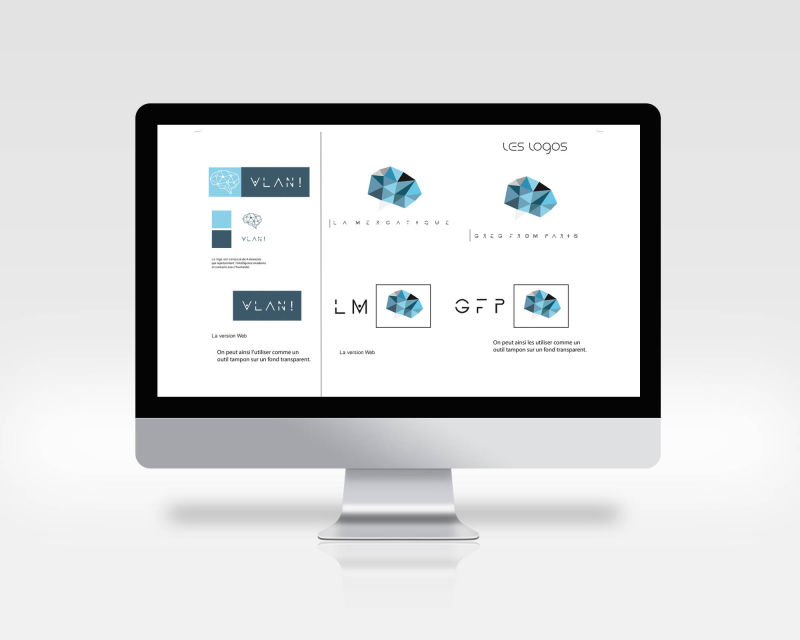 LES LOGOS
VLAN!
VLAN!
VLAN!
La version Web
On peut ainsi l'utiliser comme un
outil tampon sur un fond transparent.
LA MERCATIQUE
GREG FROM PARIS
LM
GFP
La version Web
On peut ainsi les utiliser comme un
outil tampon sur un fond transparent.